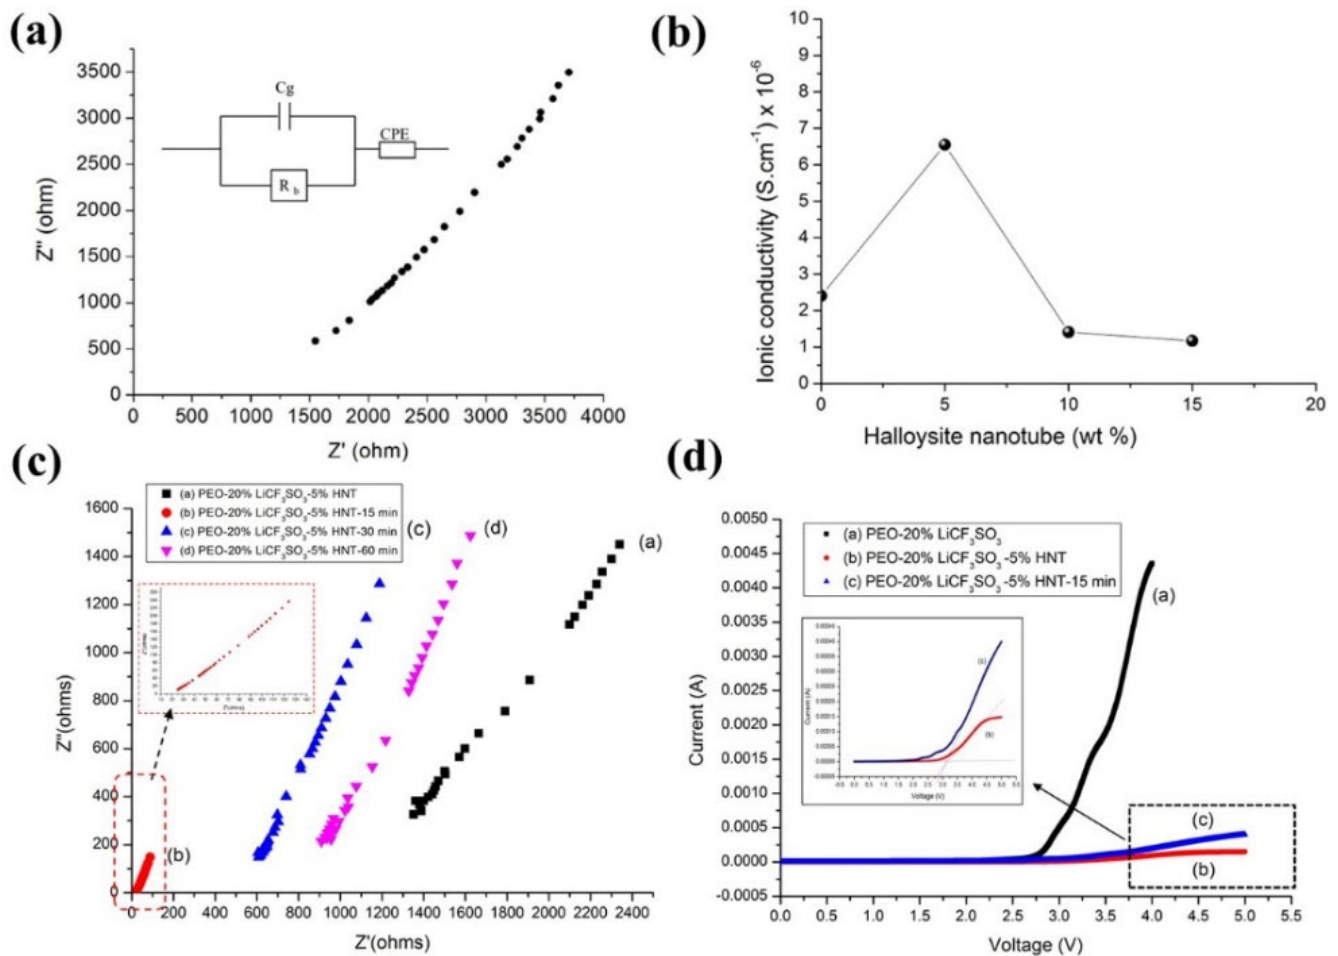 (a)
3500
3000
2500
2000
1500
1000
500
0
Z'' (ohm)
Cg
CPE
R b
0 500 1000 1500 2000 2500 3000 3500 4000
Z' (ohm)
(b)
10
9
8
7
6
5
4
3
2
1
0
Ionic conductivity (S.cm⁻¹) x 10⁻⁶
0 5 10 15 20
Halloysite nanotube (wt %)
(c)
(a) PEO-20% LiCF₃SO₃-5% HNT
(b) PEO-20% LiCF₃SO₃-5% HNT-15 min
(c) PEO-20% LiCF₃SO₃-5% HNT-30 min
(d) PEO-20% LiCF₃SO₃-5% HNT-60 min
(c)
(d)
(a)
(b)
1600
1400
1200
1000
800
600
400
200
0
Z''(ohms)
0 200 400 600 800 1000 1200 1400 1600 1800 2000 2200 2400
Z'(ohms)
(d)
(a) PEO-20% LiCF₃SO₃
(b) PEO-20% LiCF₃SO₃-5% HNT
(c) PEO-20% LiCF₃SO₃-5% HNT-15 min
(a)
(c)
(b)
0.0050
0.0045
0.0040
0.0035
0.0030
0.0025
0.0020
0.0015
0.0010
0.0005
0.0000
-0.0005
Current (A)
Current (A)
(c)
(b)
Voltage (V)
0.0 0.5 1.0 1.5 2.0 2.5 3.0 3.5 4.0 4.5 5.0 5.5
Voltage (V)